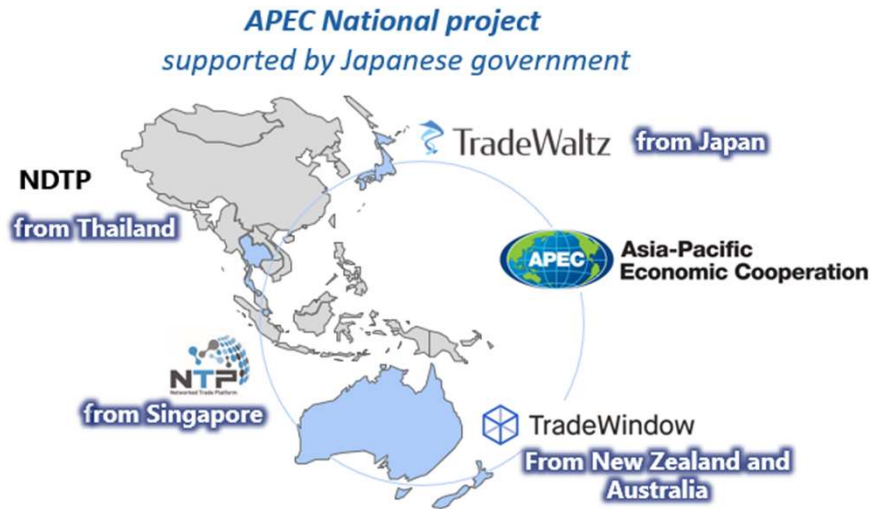 APEC National project
supported by Japanese government
TradeWaltz
from Japan
NDTP
from Thailand
APEC
Asia-Pacific
Economic Cooperation
NTP
Networked Trade Platform
from Singapore
TradeWindow
From New Zealand and
Australia